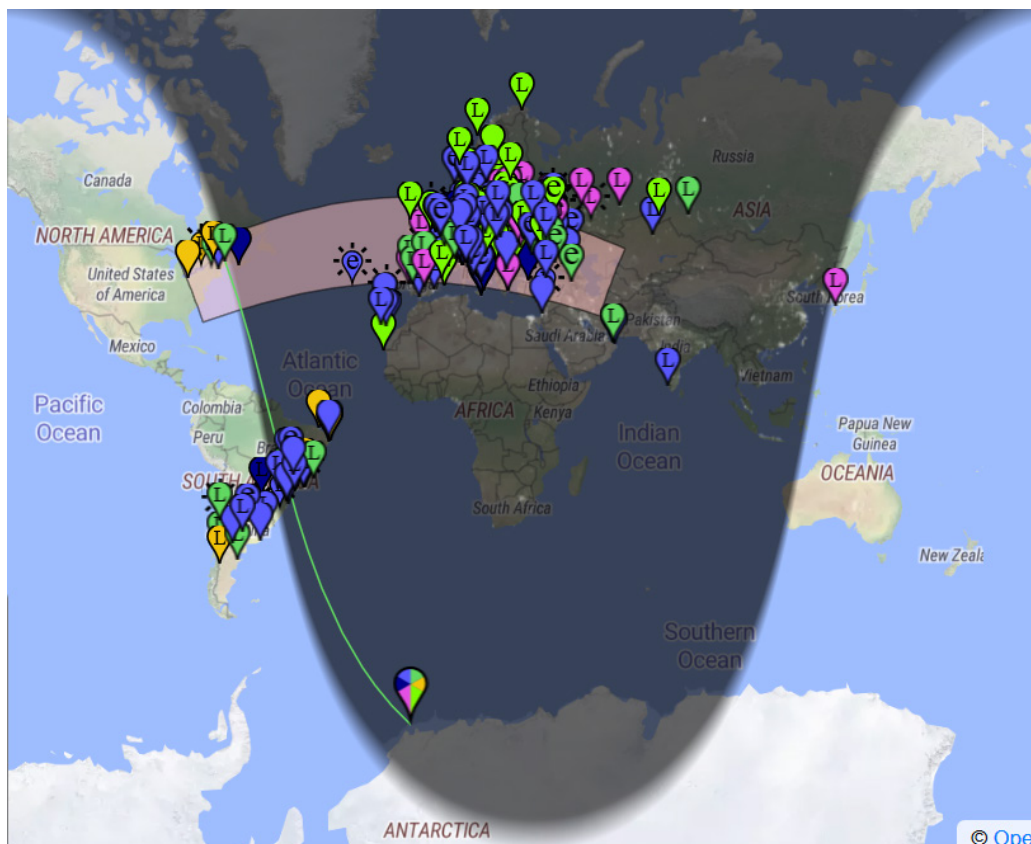 Canada
Russia
NORTH AMERICA
ASIA
United States
of America
South Korea
Mexico
Saudi Arabia
Pakistan
India
Atlantic
Ocean
Vietnam
Pacific
Ocean
Colombia
Peru
AFRICA
Ethiopia
Kenya
Indian
Ocean
Papua New
Guinea
OCEANIA
South Africa
New Zeala
Southern
Ocean
ANTARCTICA
© Ope